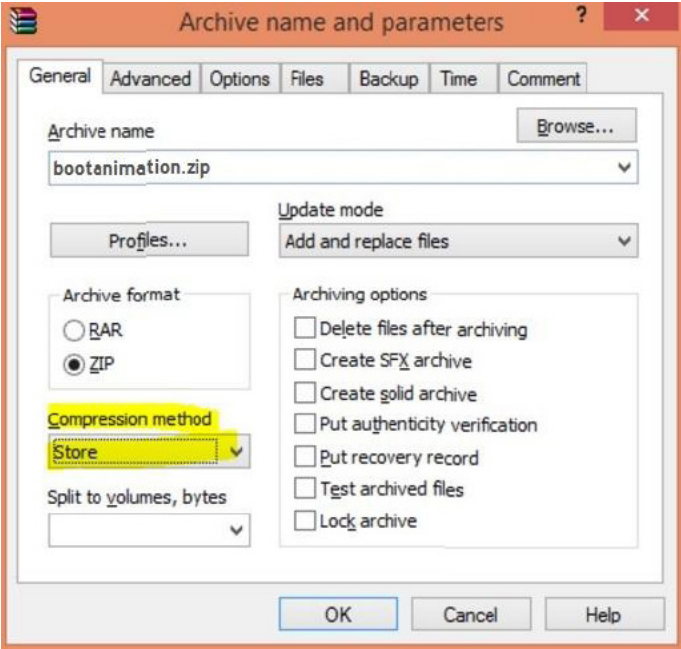 Archive name and parameters
? ×
General Advanced Options Files Backup Time Comment
Archive name
Browse...
bootanimation.zip
Update mode
Profiles...
Add and replace files
Archive format
RAR
ZIP
Compression method
Store
Split to volumes, bytes
Archiving options
Delete files after archiving
Create SFX archive
Create solid archive
Put authenticity verification
Put recovery record
Test archived files
Lock archive
OK Cancel Help